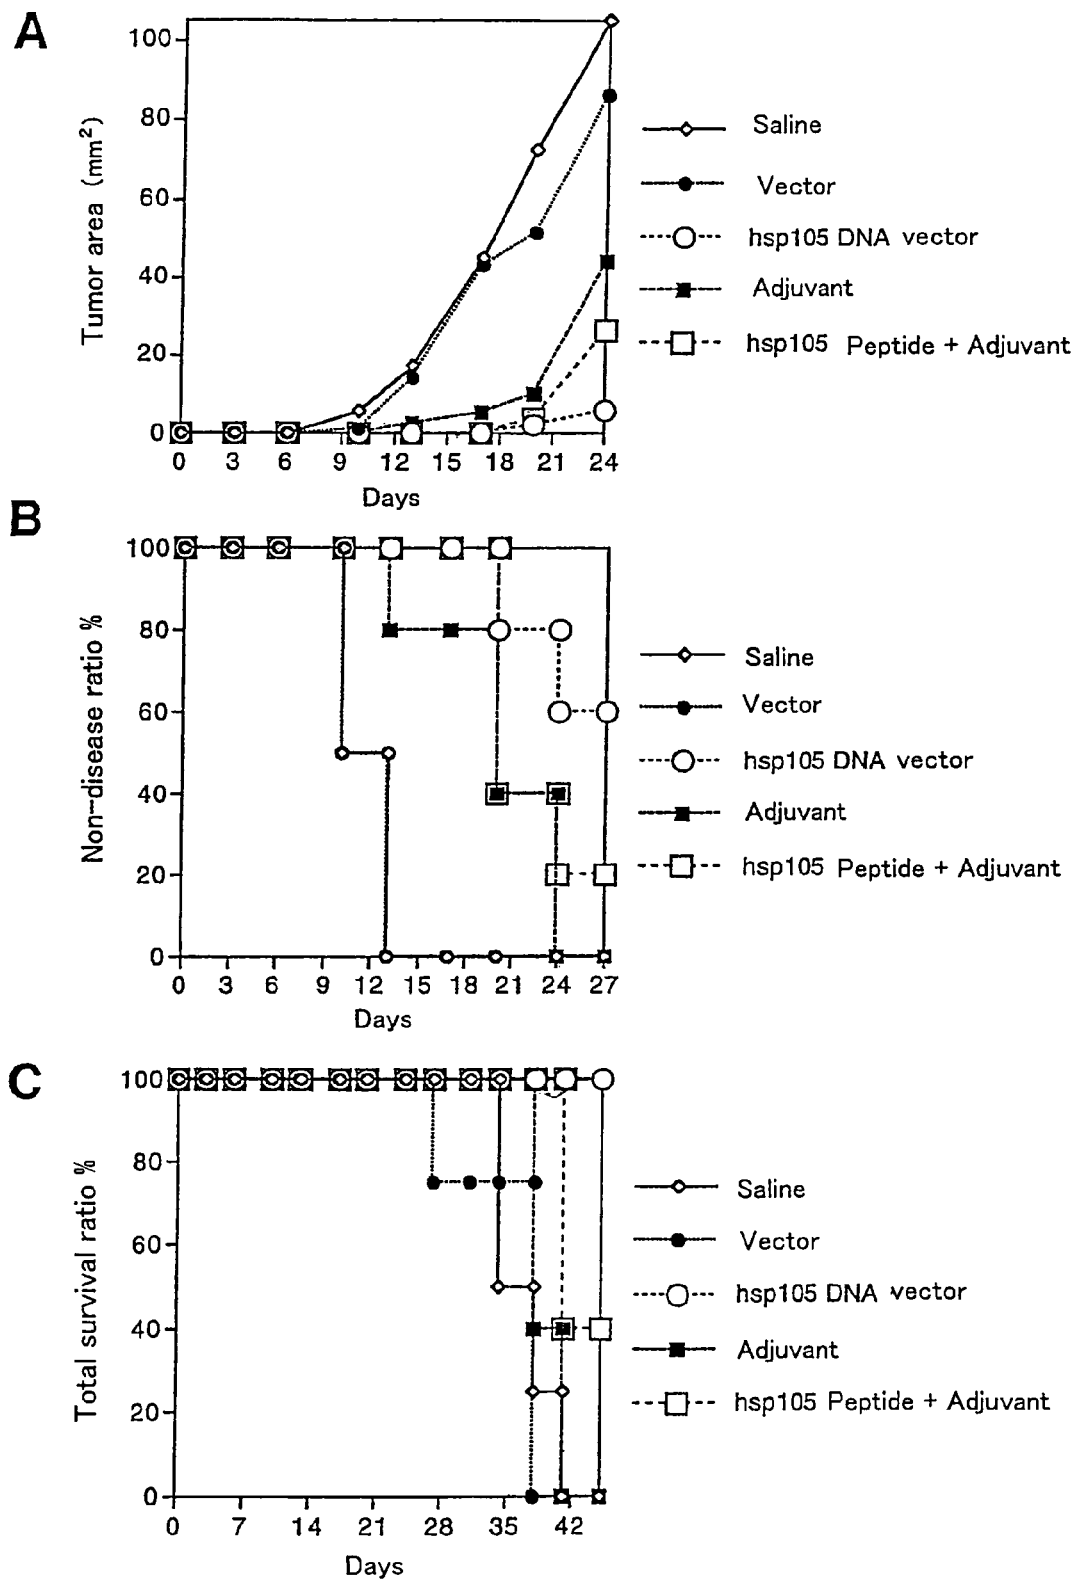 A
100
80
60
40
20
0
Tumor area (mm²)
0 3 6 9 12 15 18 21 24
Days
Saline
Vector
hsp105 DNA vector
Adjuvant
hsp105 Peptide + Adjuvant
B
100
80
60
40
20
0
Non-disease ratio %
0 3 6 9 12 15 18 21 24 27
Days
Saline
Vector
hsp105 DNA vector
Adjuvant
hsp105 Peptide + Adjuvant
C
100
80
60
40
20
0
Total survival ratio %
0 7 14 21 28 35 42
Days
Saline
Vector
hsp105 DNA vector
Adjuvant
hsp105 Peptide + Adjuvant